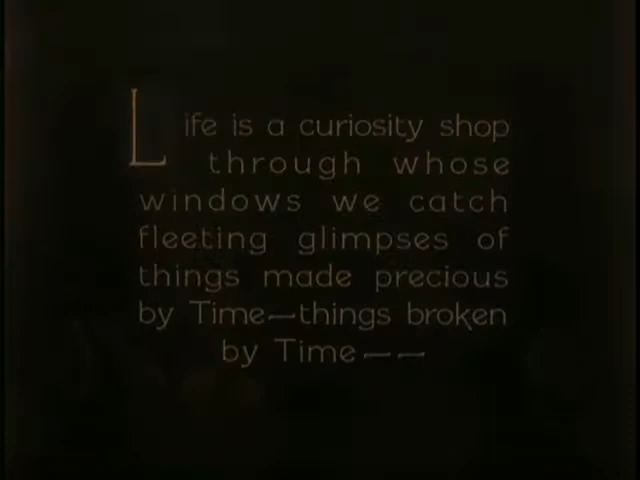 Life is a curiosity shop
through whose
windows we catch
fleeting glimpses of
things made precious
by Time—things broken
by Time——